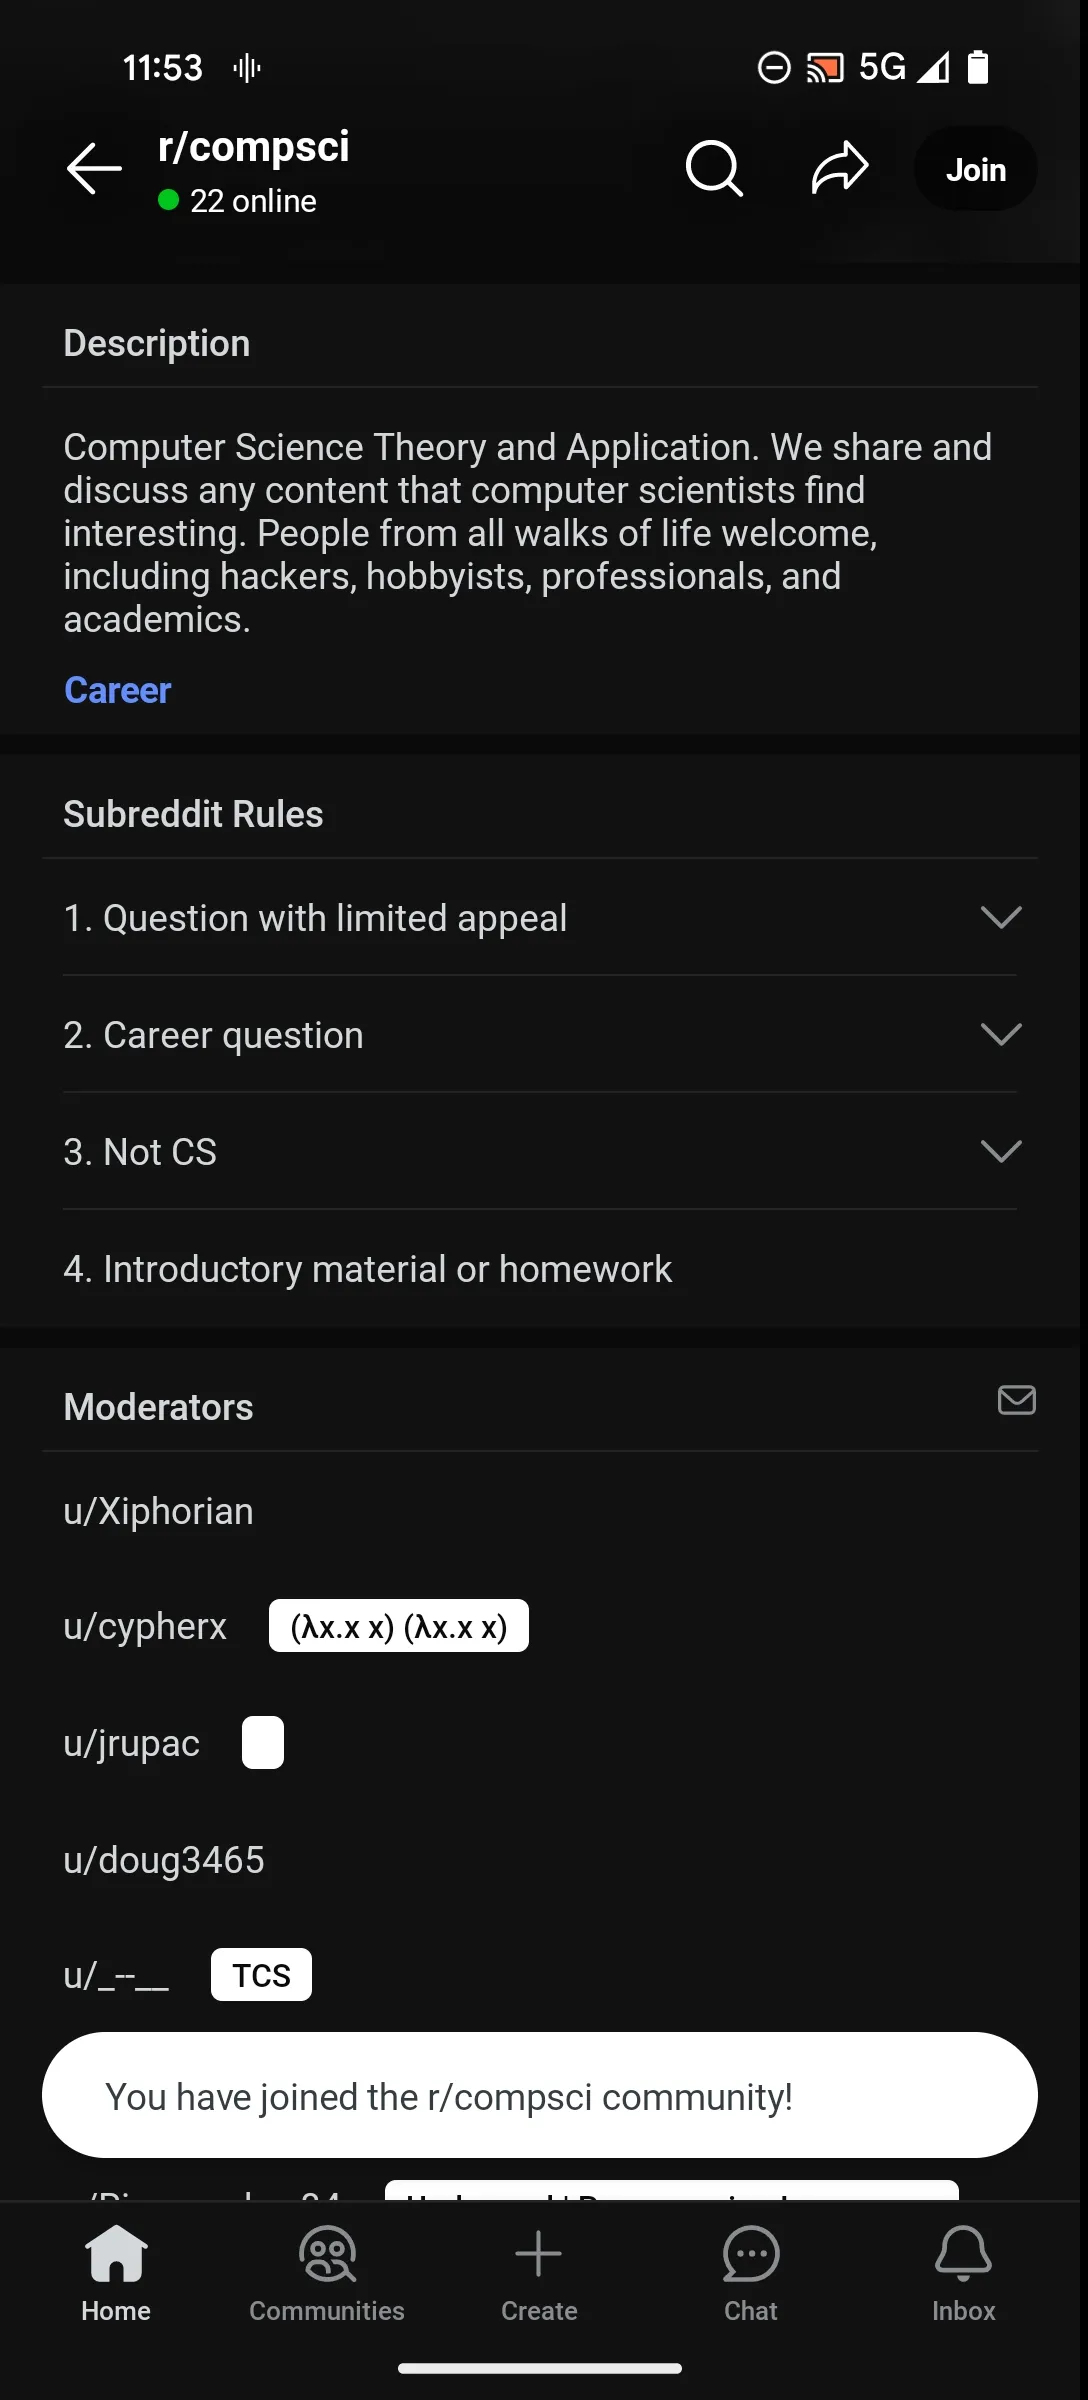 11:53
5G
r/compsci
22 online
Join
Description
Computer Science Theory and Application. We share and
discuss any content that computer scientists find
interesting. People from all walks of life welcome,
including hackers, hobbyists, professionals, and
academics.
Career
Subreddit Rules
1. Question with limited appeal
2. Career question
3. Not CS
4. Introductory material or homework
Moderators
u/Xiphorian
u/cypherx (λx.x x) (λx.x x)
u/jrupac
u/doug3465
u/_--__ TCS
You have joined the r/compsci community!
Home Communities Create Chat Inbox